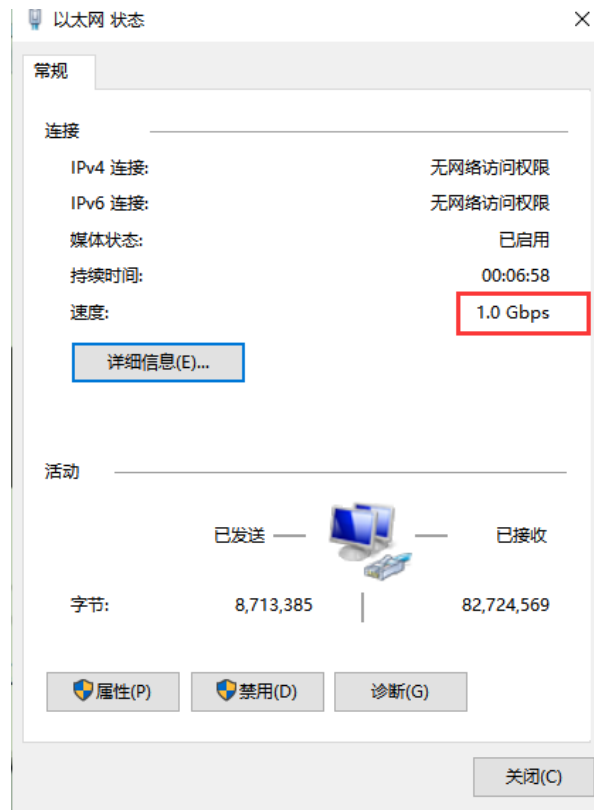 以太网 状态
常规
连接
IPv4 连接: 无网络访问权限
IPv6 连接: 无网络访问权限
媒体状态: 已启用
持续时间: 00:06:58
速度: 1.0 Gbps
详细信息(E)...
活动
已发送 — — 已接收
字节: 8,713,385 82,724,569
属性(P) 禁用(D) 诊断(G)
关闭(C)